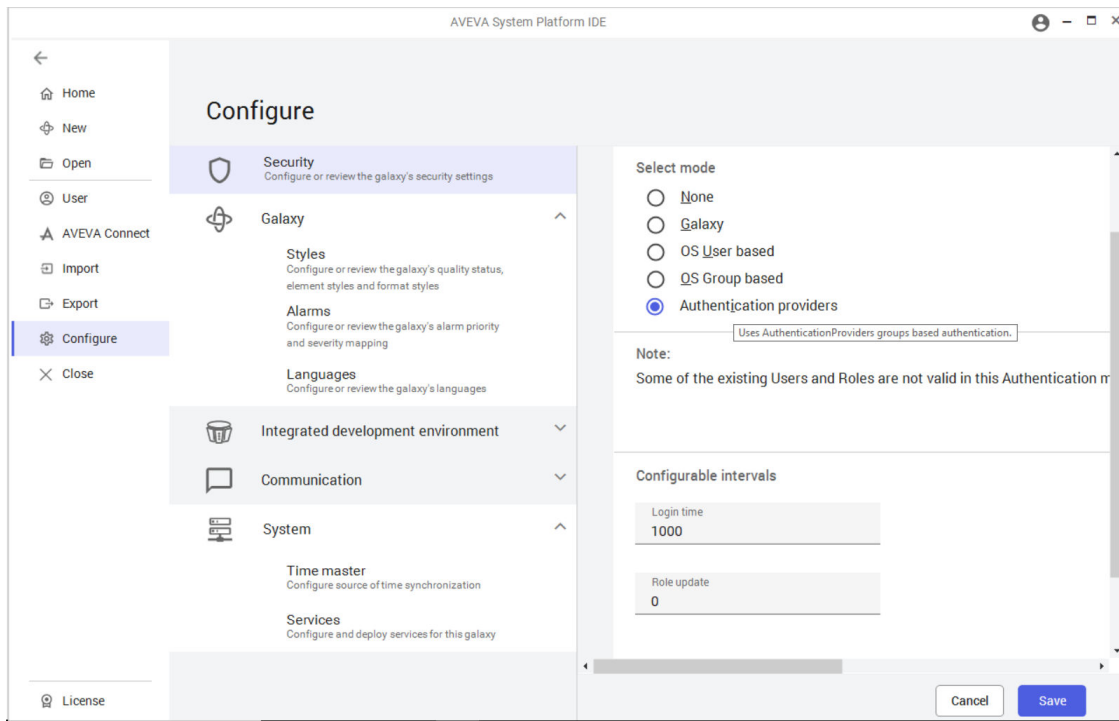 AVEVA System Platform IDE
Home
New
Open
User
AVEVA Connect
Import
Export
Configure
Close
License
Configure
Security
Configure or review the galaxy's security settings
Galaxy
Styles
Configure or review the galaxy's quality status,
element styles and format styles
Alarms
Configure or review the galaxy's alarm priority
and severity mapping
Languages
Configure or review the galaxy's languages
Integrated development environment
Communication
System
Time master
Configure source of time synchronization
Services
Configure and deploy services for this galaxy
Select mode
None
Galaxy
OS User based
OS Group based
Authentication providers
Uses AuthenticationProviders groups based authentication.
Note:
Some of the existing Users and Roles are not valid in this Authentication m
Configurable intervals
Login time
1000
Role update
0
Cancel
Save